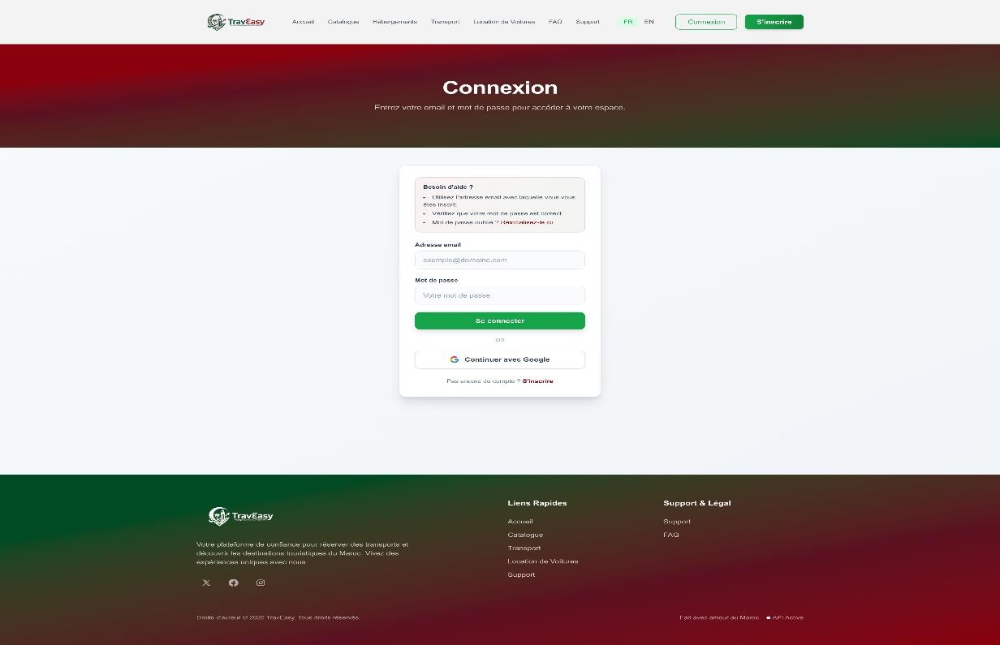 TravEasy
Accueil
Catalogue
Hébergements
Transport
Location de Voitures
FAQ
Support
FR
EN
Connexion
S'inscrire
Connexion
Entrez votre email et mot de passe pour accéder à votre espace.
Besoin d'aide ?
• Utilisez l'adresse email avec laquelle vous vous
êtes inscrit.
• Vérifiez que votre mot de passe est correct
• Mot de passe oublié ? Réinitialisez-le ici
Adresse email
exemple@domaine.com
Mot de passe
Votre mot de passe
Se connecter
OR
Continuer avec Google
Pas encore de compte ? S'inscrire
TravEasy
Votre plateforme de confiance pour réserver des transports et
découvrir les destinations touristiques du Maroc. Vivez des
expériences uniques avec nous.
Liens Rapides
Accueil
Catalogue
Transport
Location de Voitures
Support
Support & Légal
Support
FAQ
Droits d'auteur © 2026 TravEasy. Tous droits réservés.
Fait avec amour au Maroc
API Active